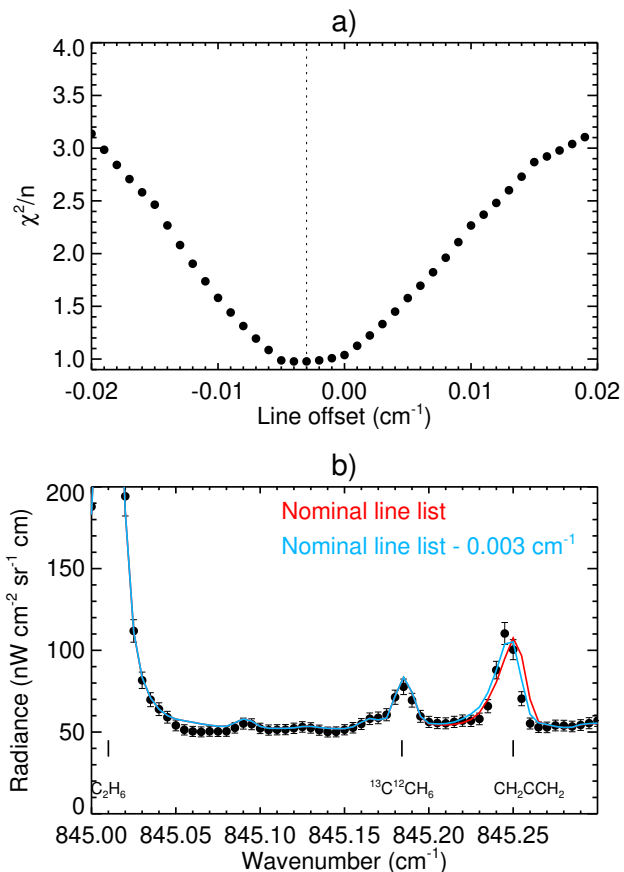 a)
4.0
3.5
3.0
2.5
2.0
1.5
1.0
χ²/n
-0.02 -0.01 0.00 0.01 0.02
Line offset (cm⁻¹)
b)
200
150
100
50
0
Radiance (nW cm⁻² sr⁻¹ cm)
Nominal line list
Nominal line list - 0.003 cm⁻¹
C₂H₆ ¹³C¹²CH₆ CH₂CCH₂
845.00 845.05 845.10 845.15 845.20 845.25
Wavenumber (cm⁻¹)